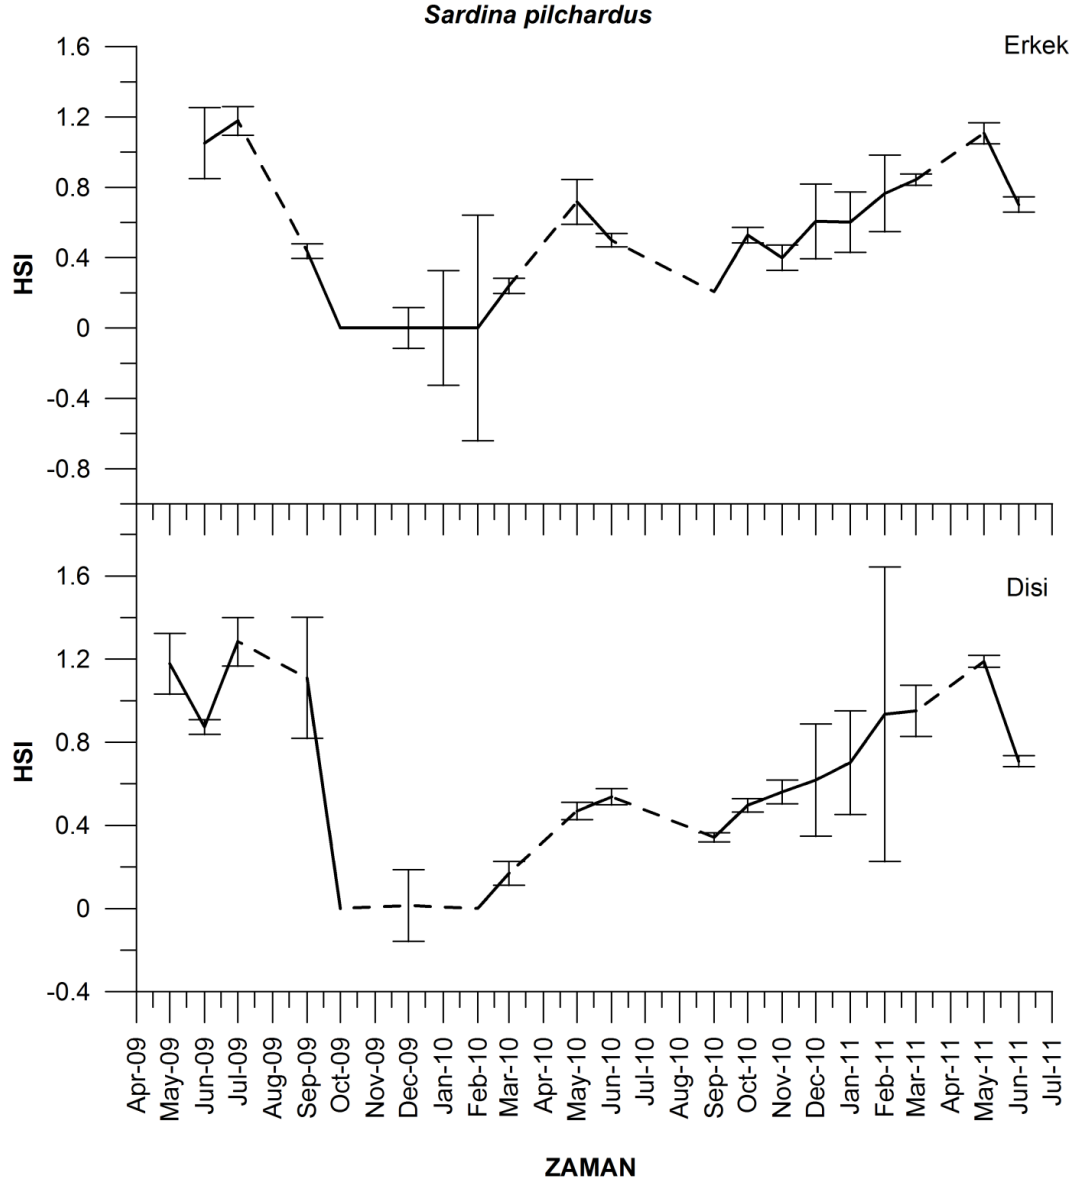 Sardina pilchardus
Erkek
1.6
1.2
0.8
0.4
0
-0.4
-0.8
HSI
Disi
1.6
1.2
0.8
0.4
0
-0.4
HSI
Apr-09
May-09
Jun-09
Jul-09
Aug-09
Sep-09
Oct-09
Nov-09
Dec-09
Jan-10
Feb-10
Mar-10
Apr-10
May-10
Jun-10
Jul-10
Aug-10
Sep-10
Oct-10
Nov-10
Dec-10
Jan-11
Feb-11
Mar-11
Apr-11
May-11
Jun-11
Jul-11
ZAMAN